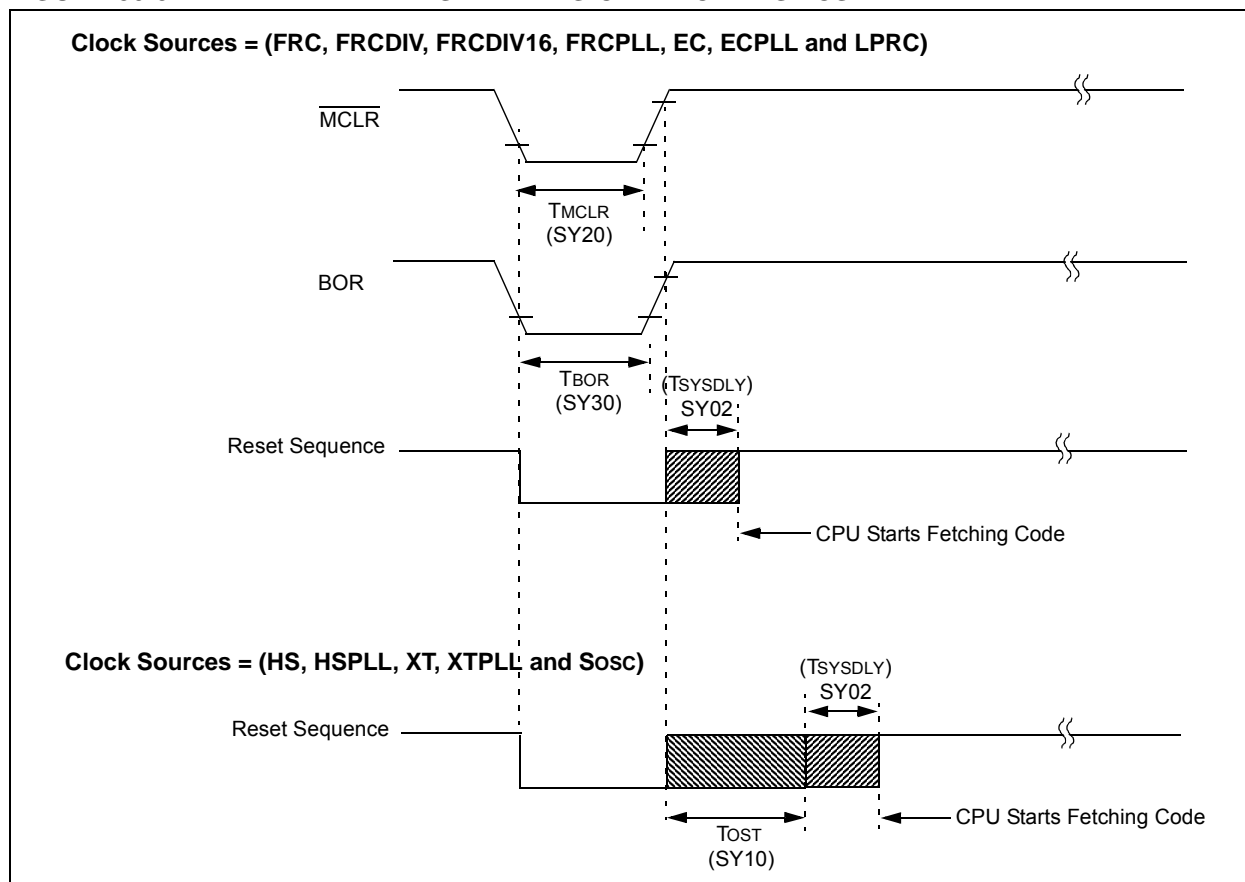 Clock Sources = (FRC, FRCDIV, FRCDIV16, FRCPLL, EC, ECPLL and LPRC)
MCLR
TMCLR
(SY20)
BOR
TBOR
(SY30)
(TSYSDLY)
SY02
Reset Sequence
CPU Starts Fetching Code
Clock Sources = (HS, HSPLL, XT, XTPLL and SOSC)
(TSYSDLY)
SY02
Reset Sequence
CPU Starts Fetching Code
TOST
(SY10)